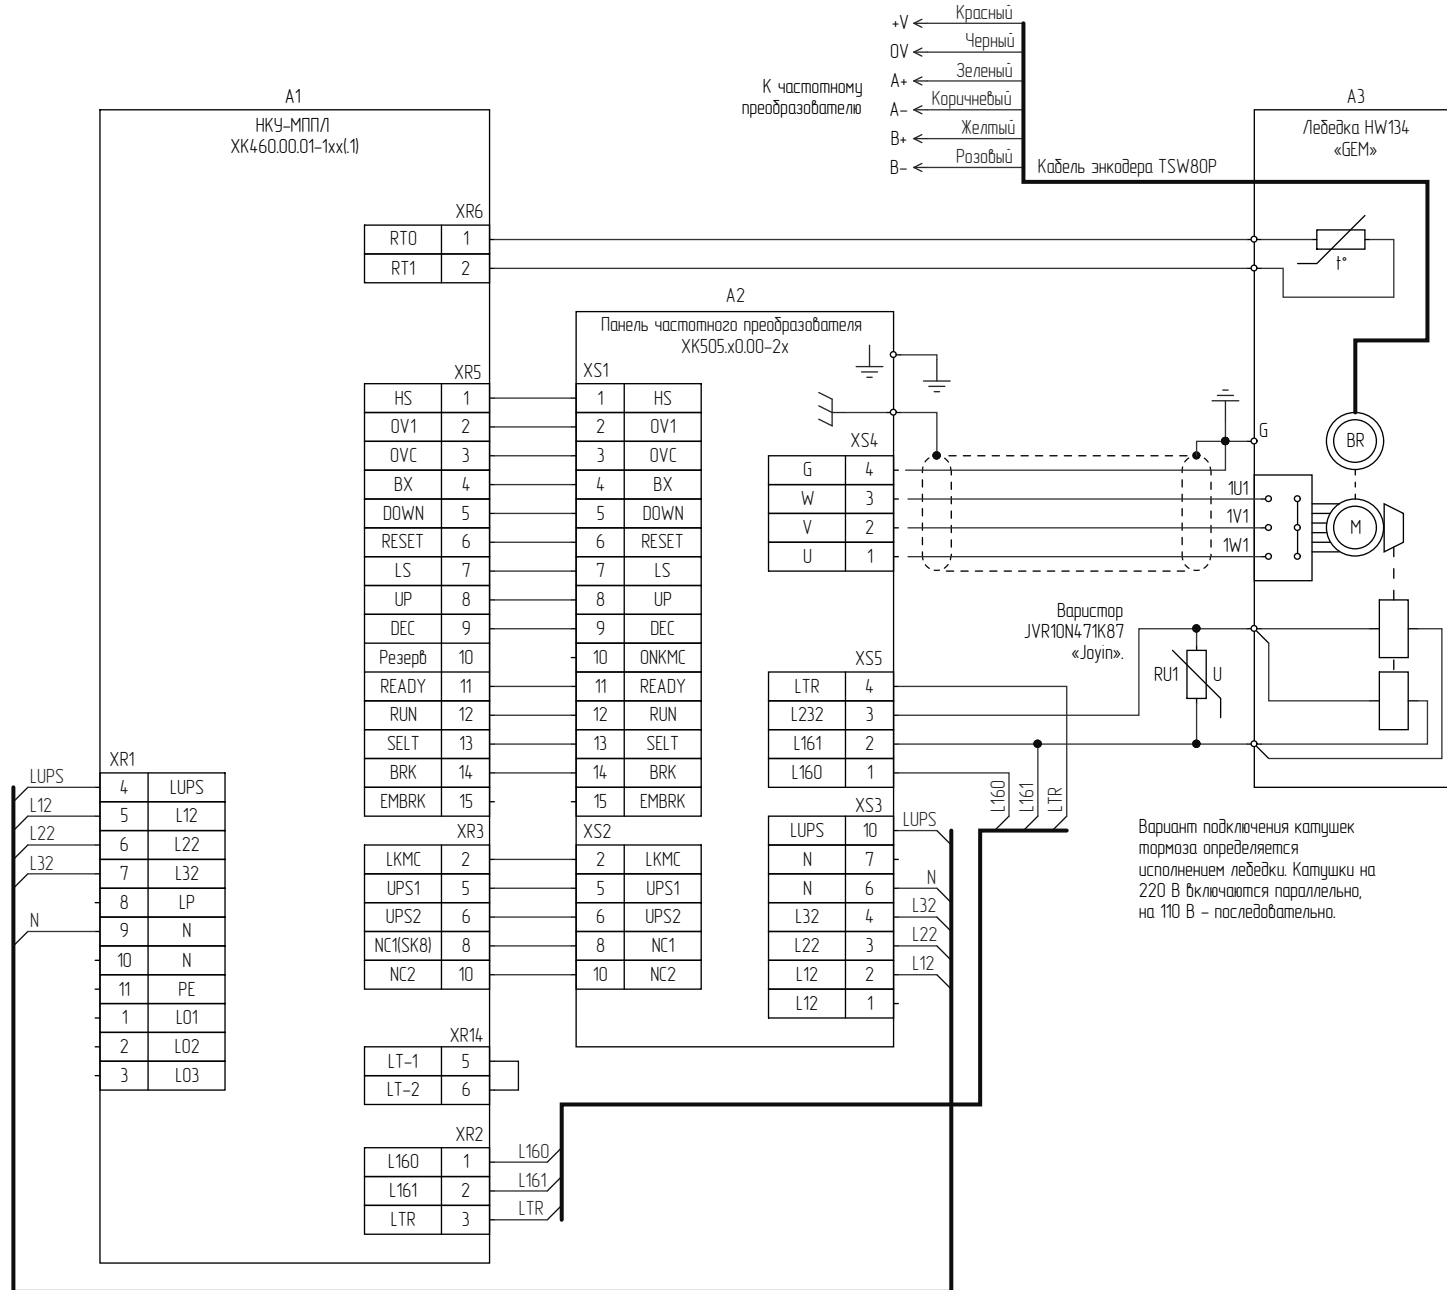 +V Красный
0V Черный
A+ Зеленый
A– Коричневый
B+ Желтый
B– Розовый
К частотному
преобразователю
Кабель энкодера TSW80P
A1
НКУ-МППЛ
ХК460.00.01-1хх(.1)
XR6
RT0 1
RT1 2
XR5
HS 1
0V1 2
0VC 3
BX 4
DOWN 5
RESET 6
LS 7
UP 8
DEC 9
Резерв 10
READY 11
RUN 12
SELT 13
BRK 14
EMBRK 15
XR3
LKMC 2
UPS1 5
UPS2 6
NC1(SK8) 8
NC2 10
XR14
LT-1 5
LT-2 6
XR2
L160 1 L160
L161 2 L161
LTR 3 LTR
XR1
LUPS 4 LUPS
L12 5 L12
L22 6 L22
L32 7 L32
8 LP
N 9 N
10 N
11 PE
1 L01
2 L02
3 L03
A2
Панель частотного преобразователя
ХК505.х0.00-2х
XS1
1 HS
2 0V1
3 0VC
4 BX
5 DOWN
6 RESET
7 LS
8 UP
9 DEC
10 ONKMC
11 READY
12 RUN
13 SELT
14 BRK
15 EMBRK
XS2
2 LKMC
5 UPS1
6 UPS2
8 NC1
10 NC2
XS4
G 4
W 3
V 2
U 1
XS5
LTR 4
L232 3
L161 2
L160 1
L160
L161
LTR
XS3
LUPS 10 LUPS
N 7
N 6 N
L32 4 L32
L22 3 L22
L12 2 L12
L12 1
A3
Лебедка HW134
«GEM»
t°
G
BR
1U1
1V1
1W1
M
Варистор
JVR10N471K87
«Joyin».
RU1 U
Вариант подключения катушек
тормоза определяется
исполнением лебедки. Катушки на
220 В включаются параллельно,
на 110 В – последовательно.